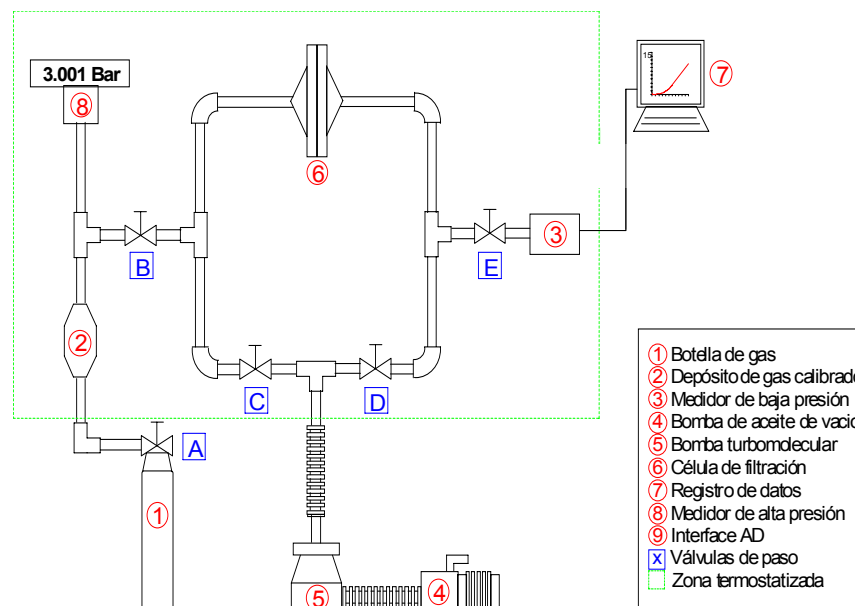 3.001 Bar
8
6
15
7
B
E
3
2
C
D
A
1
5
4
1 Botella de gas
2 Depósito de gas calibrado
3 Medidor de baja presión
4 Bomba de aceite de vacio
5 Bomba turbomolecular
6 Célula de filtración
7 Registro de datos
8 Medidor de alta presión
9 Interface AD
x Válvulas de paso
Zona termostatizada